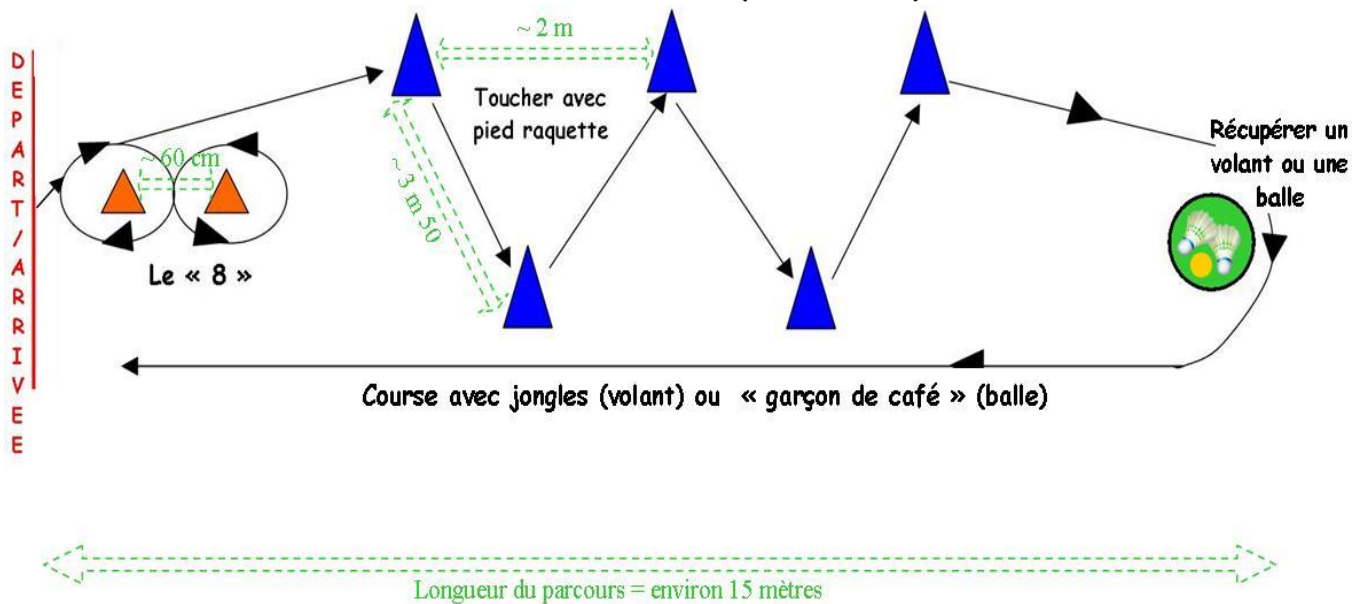 DEPART/ARRIVEE
~ 2 m
Toucher avec
pied raquette
~ 60 cm
~ 3 m 50
Le « 8 »
Récupérer un
volant ou une
balle
Course avec jongles (volant) ou « garçon de café » (balle)
Longueur du parcours = environ 15 mètres